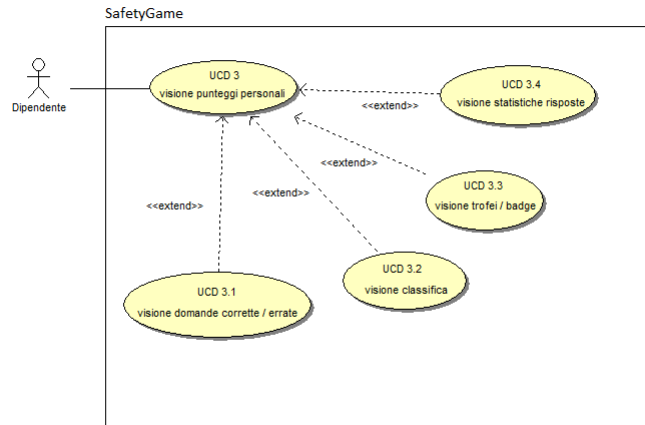 SafetyGame
Dipendente
UCD 3
visione punteggi personali
UCD 3.4
visione statistiche risposte
<<extend>>
<<extend>>
UCD 3.3
visione trofei / badge
<<extend>>
<<extend>>
UCD 3.2
visione classifica
UCD 3.1
visione domande corrette / errate